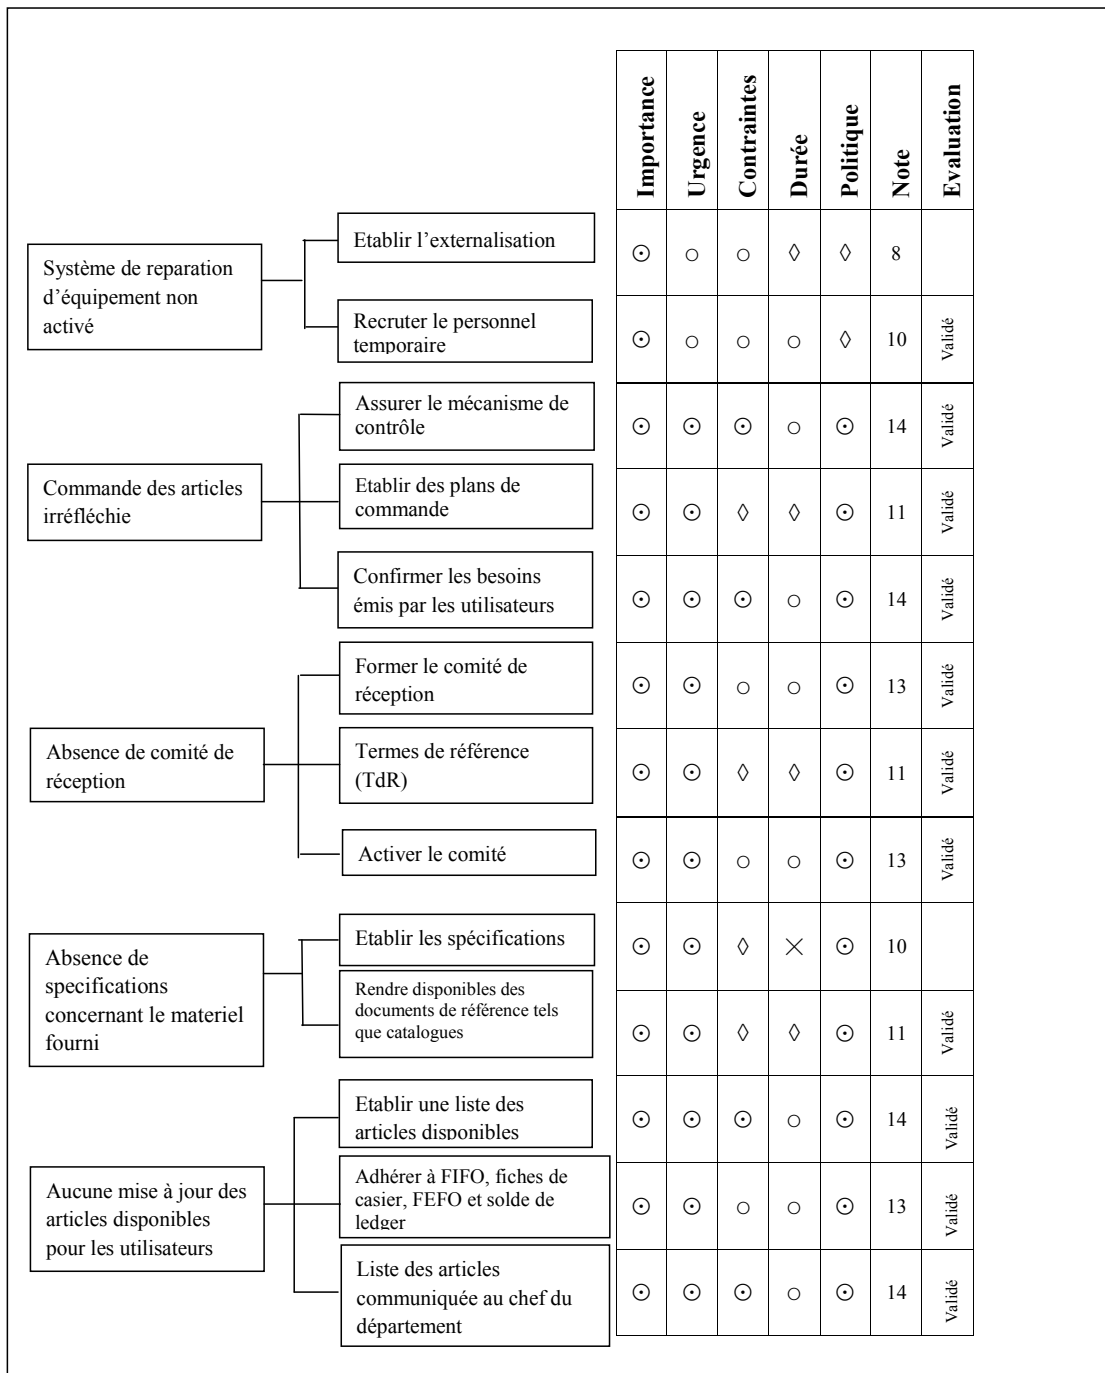 Importance
Urgence
Contraintes
Durée
Politique
Note
Evaluation
Système de reparation
d'équipement non
activé
Etablir l'externalisation
⊙ ○ ○ ◊ ◊ 8
Recruter le personnel
temporaire
⊙ ○ ○ ○ ◊ 10 Validé
Commande des articles
irréfléchie
Assurer le mécanisme de
contrôle
⊙ ⊙ ⊙ ○ ⊙ 14 Validé
Etablir des plans de
commande
⊙ ⊙ ◊ ◊ ⊙ 11 Validé
Confirmer les besoins
émis par les utilisateurs
⊙ ⊙ ⊙ ○ ⊙ 14 Validé
Absence de comité de
réception
Former le comité de
réception
⊙ ⊙ ○ ○ ⊙ 13 Validé
Termes de référence
(TdR)
⊙ ⊙ ◊ ◊ ⊙ 11 Validé
Activer le comité
⊙ ⊙ ○ ○ ⊙ 13 Validé
Absence de
specifications
concernant le materiel
fourni
Etablir les spécifications
⊙ ⊙ ◊ × ⊙ 10
Rendre disponibles des
documents de référence tels
que catalogues
⊙ ⊙ ◊ ◊ ⊙ 11 Validé
Aucune mise à jour des
articles disponibles
pour les utilisateurs
Etablir une liste des
articles disponibles
⊙ ⊙ ⊙ ○ ⊙ 14 Validé
Adhérer à FIFO, fiches de
casier, FEFO et solde de
ledger
⊙ ⊙ ○ ○ ⊙ 13 Validé
Liste des articles
communiquée au chef du
département
⊙ ⊙ ⊙ ○ ⊙ 14 Validé